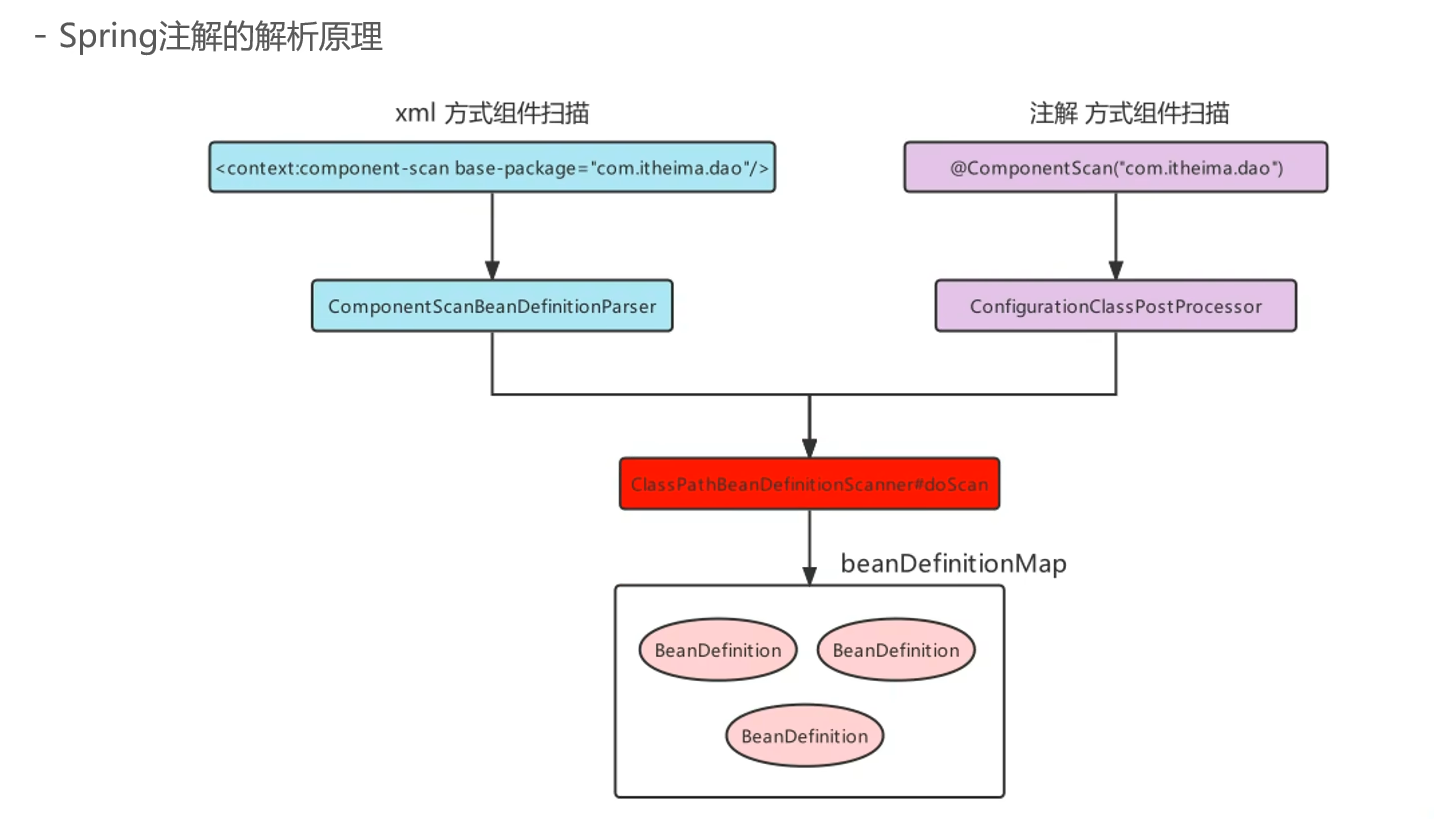 - Spring注解的解析原理
xml 方式组件扫描
注解 方式组件扫描
<context:component-scan base-package="com.itheima.dao"/>
@ComponentScan("com.itheima.dao")
ComponentScanBeanDefinitionParser
ConfigurationClassPostProcessor
ClassPathBeanDefinitionScanner#doScan
beanDefinitionMap
BeanDefinition
BeanDefinition
BeanDefinition